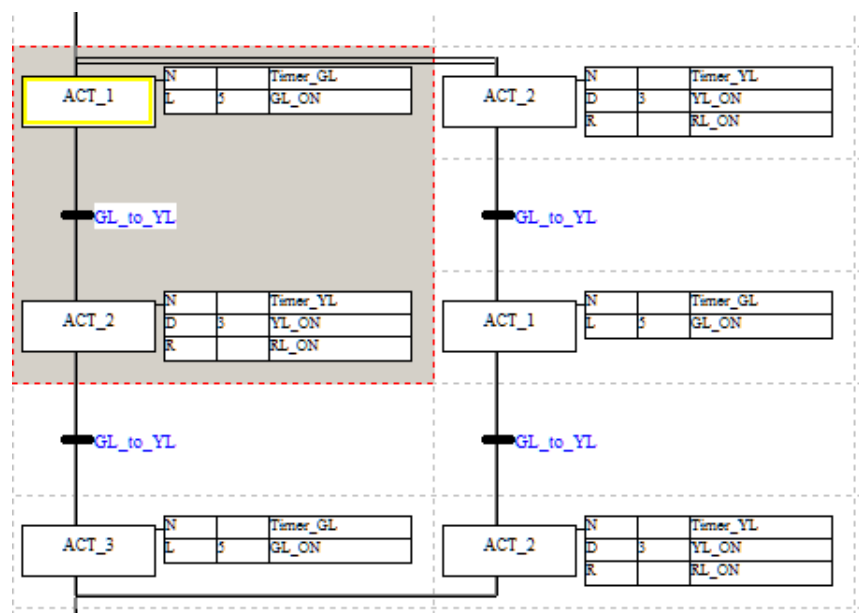 ACT_1
N Timer_GL
L 5 GL_ON
ACT_2
N Timer_YL
D 3 YL_ON
R RL_ON
GL_to_YL
GL_to_YL
ACT_2
N Timer_YL
D 3 YL_ON
R RL_ON
ACT_1
N Timer_GL
L 5 GL_ON
GL_to_YL
GL_to_YL
ACT_3
N Timer_GL
L 5 GL_ON
ACT_2
N Timer_YL
D 3 YL_ON
R RL_ON